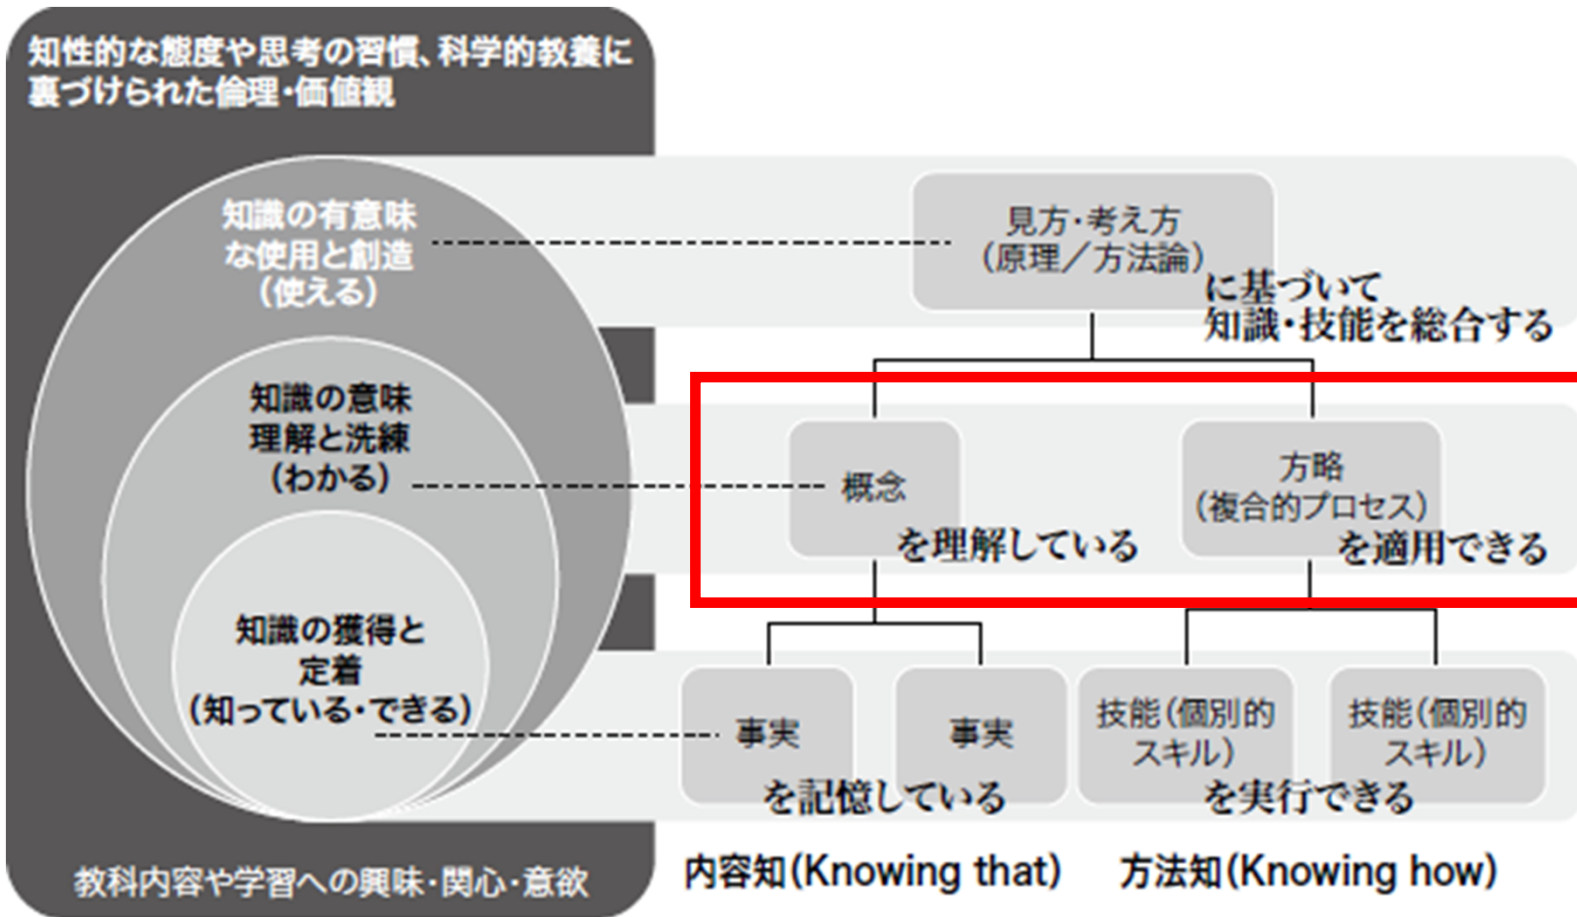 知性的な態度や思考の習慣、科学的教養に
裏づけられた倫理・価値観
知識の有意味
な使用と創造
（使える）
見方・考え方
（原理／方法論）
に基づいて
知識・技能を総合する
知識の意味
理解と洗練
（わかる）
概念
を理解している
方略
（複合的プロセス）
を適用できる
知識の獲得と
定着
（知っている・できる）
事実
事実
を記憶している
技能（個別的
スキル）
技能（個別的
スキル）
を実行できる
教科内容や学習への興味・関心・意欲
内容知（Knowing that）
方法知（Knowing how）